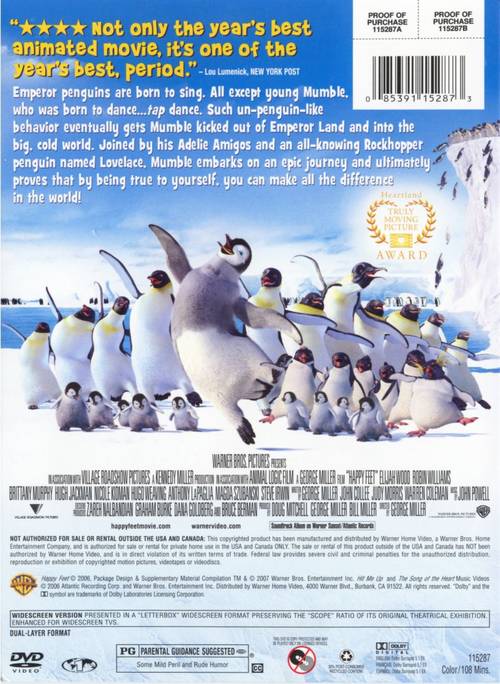 PROOF OF PURCHASE 115287A
PROOF OF PURCHASE 115287B
"★★★★ Not only the year's best
animated movie, it's one of the
year's best, period."
– Lou Lumenick, NEW YORK POST
0 85391 15287 3
Emperor penguins are born to sing. All except young Mumble,
who was born to dance...tap dance. Such un-penguin-like
behavior eventually gets Mumble kicked out of Emperor Land and into the
big, cold world. Joined by his Adelie Amigos and an all-knowing Rockhopper
penguin named Lovelace, Mumble embarks on an epic journey and ultimately
proves that by being true to yourself, you can make all the difference
in the world!
Heartland
TRULY
MOVING
PICTURE
AWARD
WARNER BROS. PICTURES PRESENTS
IN ASSOCIATION WITH VILLAGE ROADSHOW PICTURES A KENNEDY MILLER PRODUCTION IN ASSOCIATION WITH ANIMAL LOGIC FILM A GEORGE MILLER FILM "HAPPY FEET" ELIJAH WOOD ROBIN WILLIAMS
BRITTANY MURPHY HUGH JACKMAN NICOLE KIDMAN HUGO WEAVING ANTHONY LaPAGLIA MAGDA SZUBANSKI STEVE IRWIN WRITTEN BY GEORGE MILLER JOHN COLLEE JUDY MORRIS WARREN COLEMAN MUSIC BY JOHN POWELL
EXECUTIVE PRODUCERS ZAREH NALBANDIAN GRAHAM BURKE DANA GOLDBERG AND BRUCE BERMAN PRODUCED BY DOUG MITCHELL GEORGE MILLER BILL MILLER DIRECTED BY GEORGE MILLER
VILLAGE ROADSHOW PICTURES
happyfeetmovie.com warnervideo.com Soundtrack Album on Warner Sunset/Atlantic Records
NOT AUTHORIZED FOR SALE OR RENTAL OUTSIDE THE USA AND CANADA: This copyrighted product has been manufactured and distributed by Warner Home Video, a Warner Bros. Home
Entertainment Company, and is authorized for sale or rental for private home use in the USA and CANADA ONLY. The sale or rental of this product outside the USA and Canada has NOT been
authorized by Warner Home Video, and is in direct violation of its written terms of trade. Federal law provides severe civil and criminal penalties for the unauthorized distribution,
reproduction or exhibition of copyrighted motion pictures, videotapes or videodiscs.
Happy Feet © 2006, Package Design & Supplementary Material Compilation TM & © 2007 Warner Bros. Entertainment Inc. Hit Me Up and The Song of the Heart Music Videos
© 2006 Atlantic Recording Corp. and Warner Bros. Entertainment Inc. Distributed by Warner Home Video, 4000 Warner Blvd., Burbank, CA 91522. All rights reserved. "Dolby" and the
symbol are trademarks of Dolby Laboratories Licensing Corporation.
WIDESCREEN VERSION PRESENTED IN A "LETTERBOX" WIDESCREEN FORMAT PRESERVING THE "SCOPE" RATIO OF ITS ORIGINAL THEATRICAL EXHIBITION.
ENHANCED FOR WIDESCREEN TVS.
DUAL-LAYER FORMAT
DVD
VIDEO
PG PARENTAL GUIDANCE SUGGESTED
Some Mild Peril and Rude Humor
CC
DOLBY
DIGITAL
115287
Color/108 Mins.